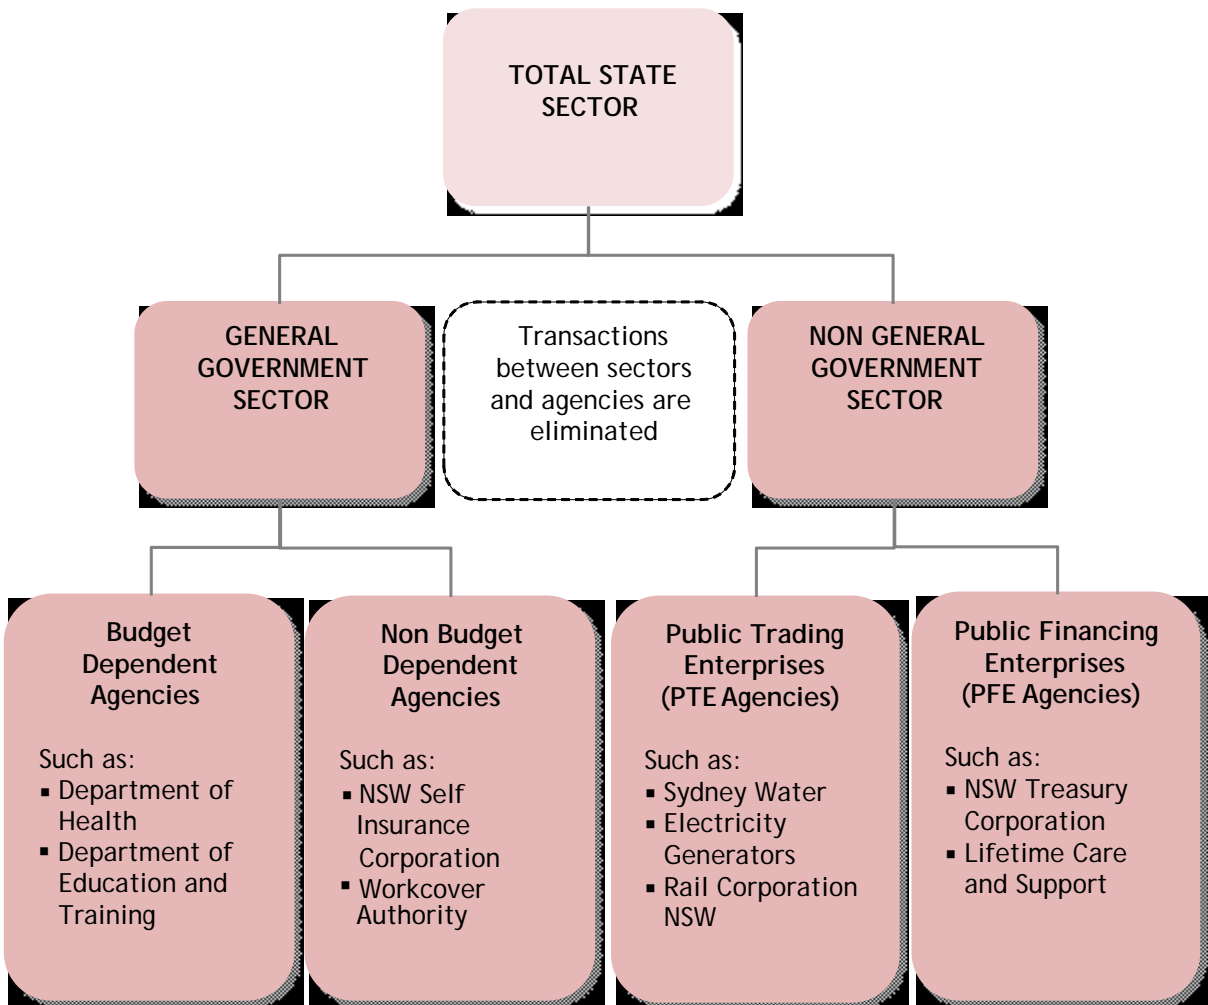 TOTAL STATE
SECTOR
GENERAL
GOVERNMENT
SECTOR
Transactions
between sectors
and agencies are
eliminated
NON GENERAL
GOVERNMENT
SECTOR
Budget
Dependent
Agencies
Such as:
▪ Department of
Health
▪ Department of
Education and
Training
Non Budget
Dependent
Agencies
Such as:
▪ NSW Self
Insurance
Corporation
▪ Workcover
Authority
Public Trading
Enterprises
(PTE Agencies)
Such as:
▪ Sydney Water
▪ Electricity
Generators
▪ Rail Corporation
NSW
Public Financing
Enterprises
(PFE Agencies)
Such as:
▪ NSW Treasury
Corporation
▪ Lifetime Care
and Support